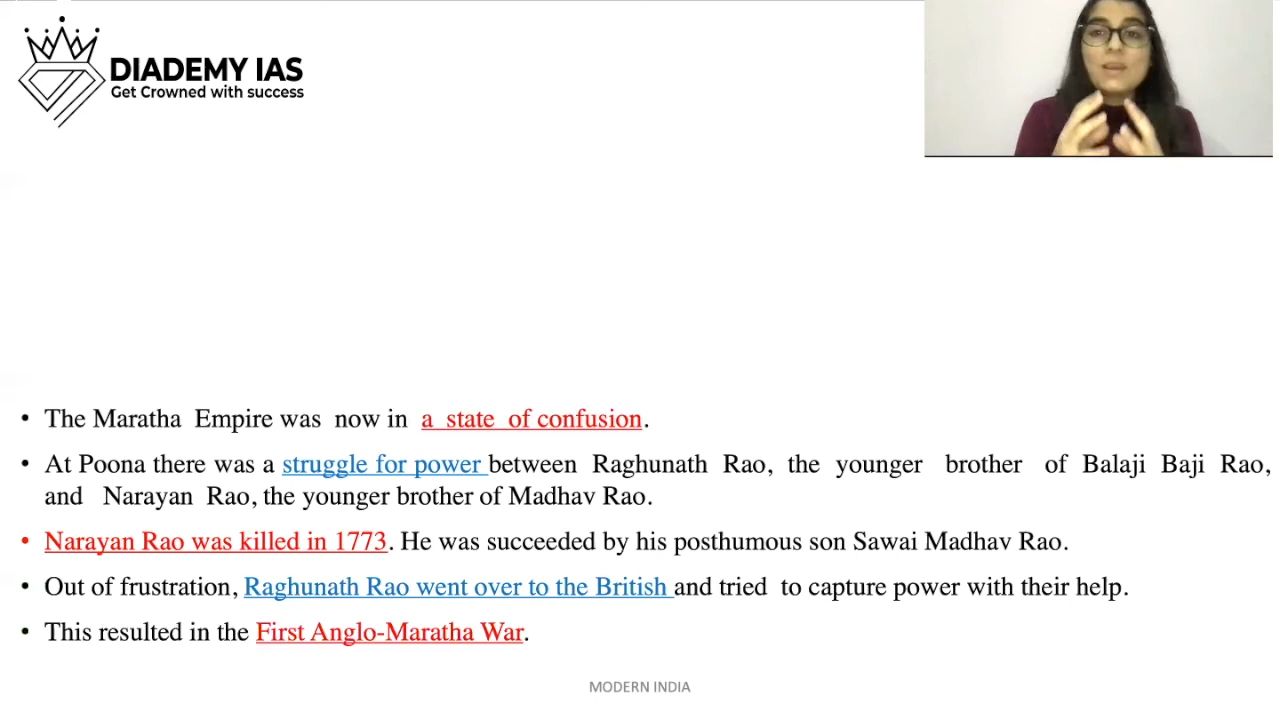 DIADEMY IAS
Get Crowned with success
• The Maratha Empire was now in a state of confusion.
• At Poona there was a struggle for power between Raghunath Rao, the younger brother of Balaji Baji Rao,
and Narayan Rao, the younger brother of Madhav Rao.
• Narayan Rao was killed in 1773. He was succeeded by his posthumous son Sawai Madhav Rao.
• Out of frustration, Raghunath Rao went over to the British and tried to capture power with their help.
• This resulted in the First Anglo-Maratha War.
MODERN INDIA